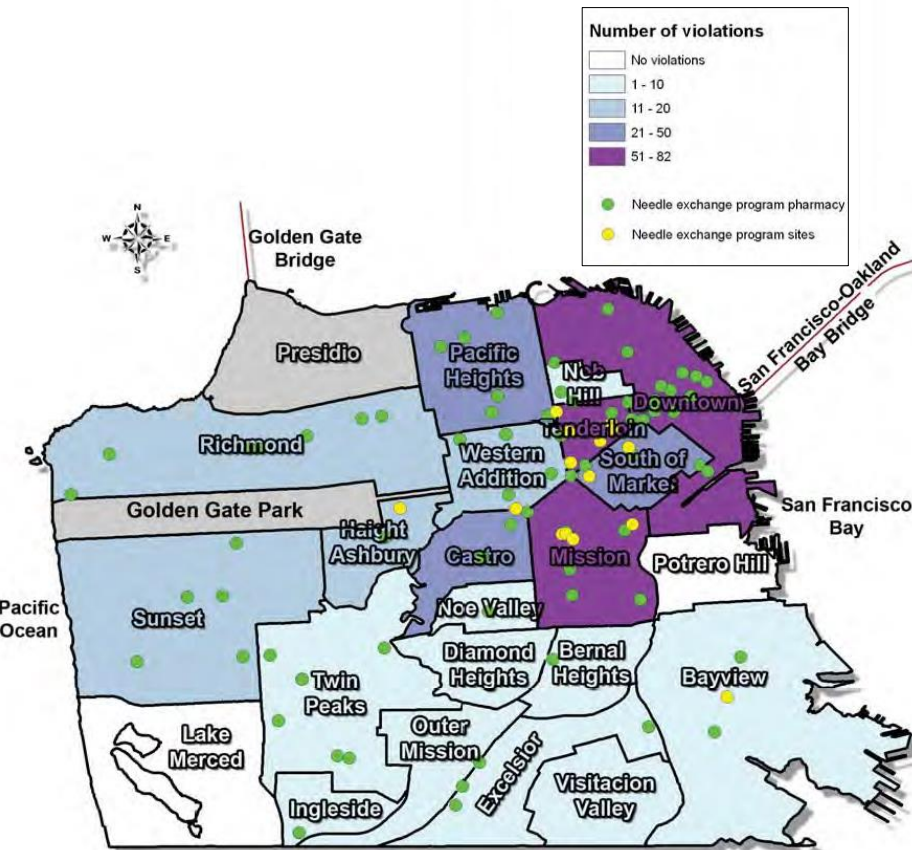 Number of violations
No violations
1 - 10
11 - 20
21 - 50
51 - 82
Needle exchange program pharmacy
Needle exchange program sites
N
W
E
S
Golden Gate
Bridge
San Francisco-Oakland
Bay Bridge
Presidio
Pacific
Heights
Nob
Hill
Downtown
Tenderloin
Richmond
Western
Addition
South of
Market
Golden Gate Park
San Francisco
Bay
Haight
Ashbury
Castro
Mission
Potrero Hill
Pacific
Ocean
Sunset
Noe Valley
Diamond
Heights
Bernal
Heights
Bayview
Twin
Peaks
Lake
Merced
Outer
Mission
Excelsior
Visitacion
Valley
Ingleside